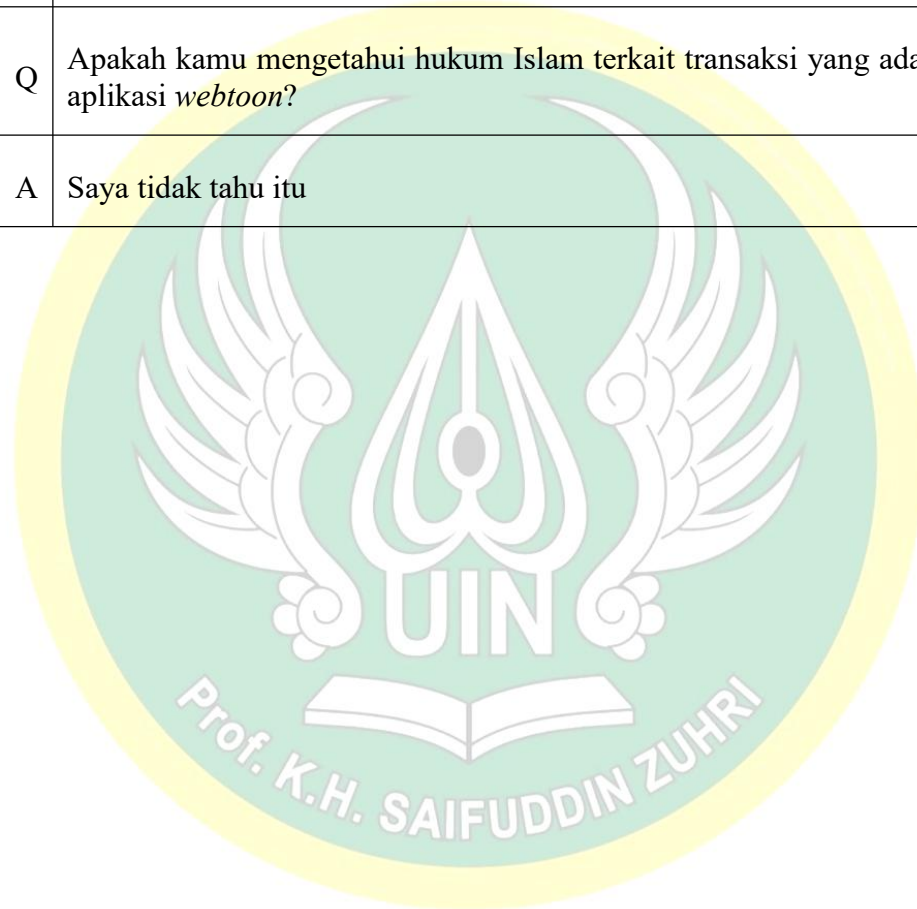 Q
Apakah kamu mengetahui hukum Islam terkait transaksi yang ada
aplikasi webtoon?
A
Saya tidak tahu itu
UIN
Prof. K.H. SAIFUDDIN ZUHRI